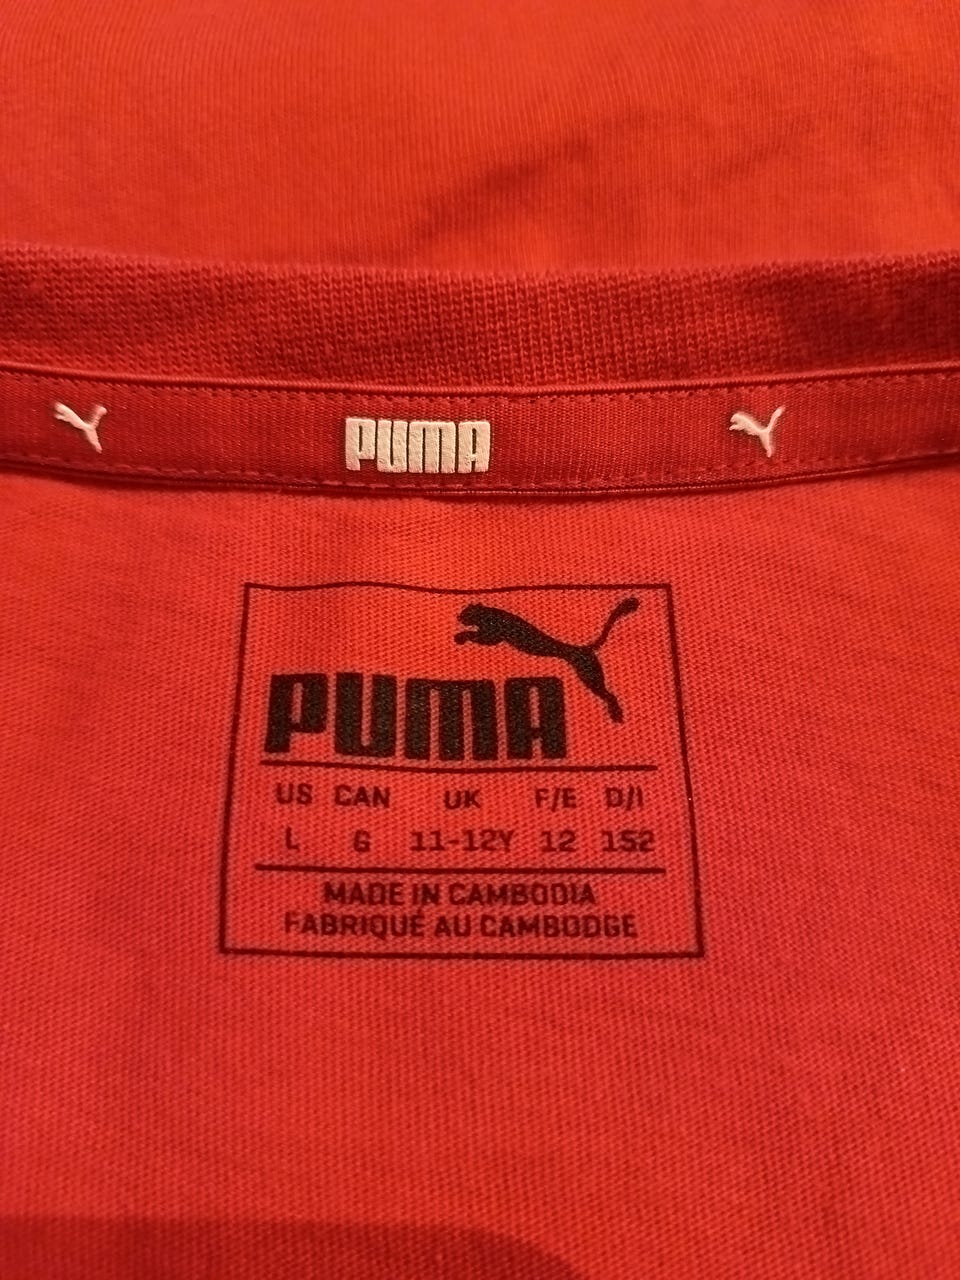 PUMA
PUMA
US CAN UK F/E D/I
L G 11-12Y 12 152
MADE IN CAMBODIA
FABRIQUÉ AU CAMBODGE